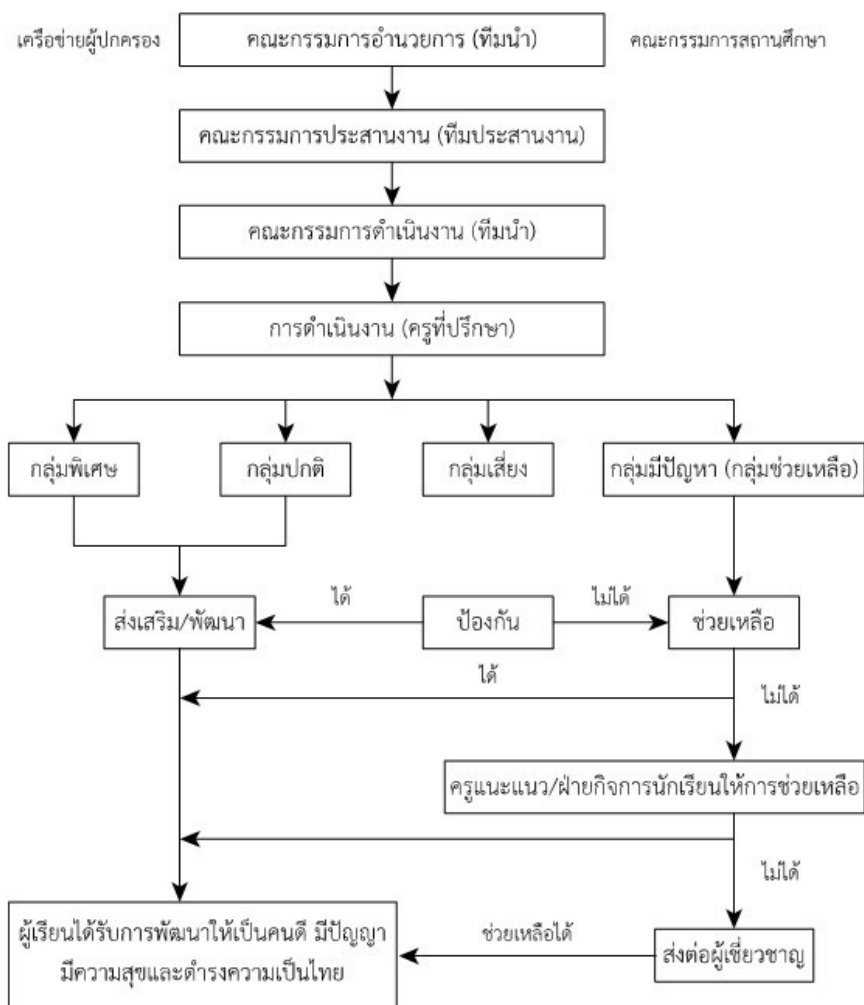 เครือข่ายผู้ปกครอง
คณะกรรมการอำนวยการ (ทีมนำ)
คณะกรรมการสถานศึกษา
คณะกรรมการประสานงาน (ทีมประสานงาน)
คณะกรรมการดำเนินงาน (ทีมนำ)
การดำเนินงาน (ครูที่ปรึกษา)
กลุ่มพิเศษ
กลุ่มปกติ
กลุ่มเสี่ยง
กลุ่มมีปัญหา (กลุ่มช่วยเหลือ)
ส่งเสริม/พัฒนา
ได้
ป้องกัน
ไม่ได้
ช่วยเหลือ
ได้
ไม่ได้
ครูแนะแนว/ฝ่ายกิจการนักเรียนให้การช่วยเหลือ
ไม่ได้
ผู้เรียนได้รับการพัฒนาให้เป็นคนดี มีปัญญา
มีความสุขและดำรงความเป็นไทย
ช่วยเหลือได้
ส่งต่อผู้เชี่ยวชาญ